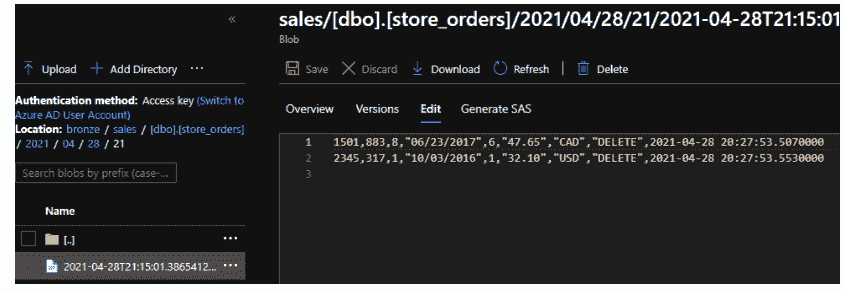 «
sales/[dbo].[store_orders]/2021/04/28/21/2021-04-28T21:15:01
Blob
Upload + Add Directory ...
Save Discard Download Refresh | Delete
Authentication method: Access key (Switch to
Azure AD User Account)
Location: bronze / sales / [dbo].[store_orders]
/ 2021 / 04 / 28 / 21
Search blobs by prefix (case-...
Name
[..] ...
2021-04-28T21:15:01.3865412... ...
Overview Versions Edit Generate SAS
1 1501,883,8,"06/23/2017",6,"47.65","CAD","DELETE",2021-04-28 20:27:53.5070000
2 2345,317,1,"10/03/2016",1,"32.10","USD","DELETE",2021-04-28 20:27:53.5530000
3